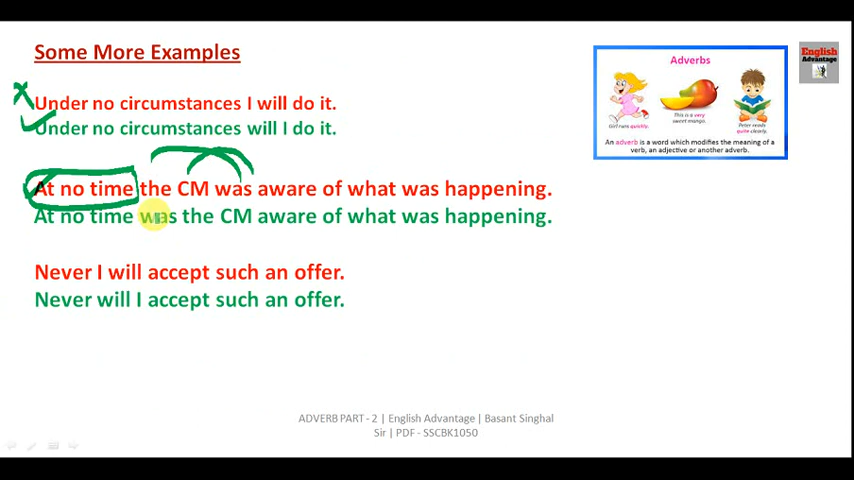 Some More Examples
Under no circumstances I will do it.
Under no circumstances will I do it.
At no time the CM was aware of what was happening.
At no time was the CM aware of what was happening.
Never I will accept such an offer.
Never will I accept such an offer.
Adverbs
Girl runs quickly.
This is a very
sweet mango.
Peter reads
quite clearly.
An adverb is a word which modifies the meaning of a
verb, an adjective or another adverb.
English
Advantage
ADVERB PART - 2 | English Advantage | Basant Singhal
Sir | PDF - SSCBK1050